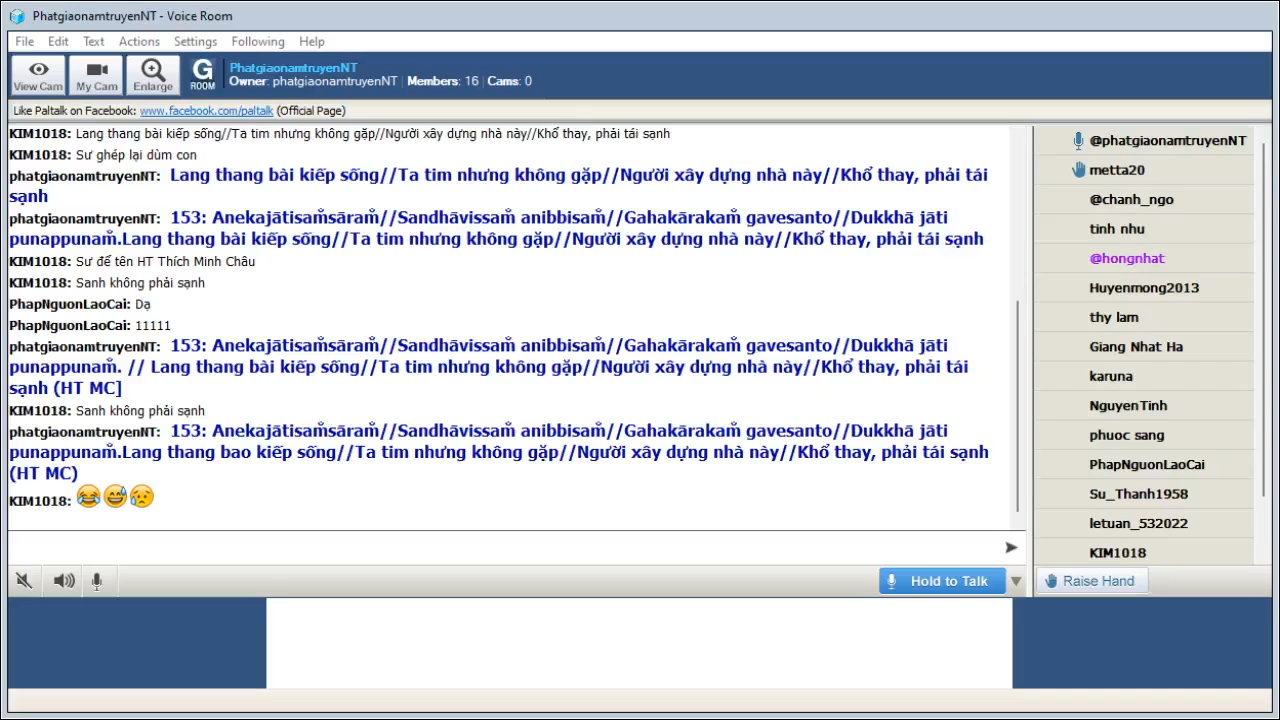 PhatgiaonamtruyenNT - Voice Room
File Edit Text Actions Settings Following Help
View Cam My Cam Enlarge G ROOM
PhatgiaonamtruyenNT
Owner: phatgiaonamtruyenNT | Members: 16 | Cams: 0
Like Paltalk on Facebook: www.facebook.com/paltalk (Official Page)
KIM1018: Lang thang bài kiếp sống//Ta tim nhưng không gặp//Người xây dựng nhà này//Khổ thay, phải tái sạnh
KIM1018: Sư ghép lại dùm con
phatgiaonamtruyenNT: Lang thang bài kiếp sống//Ta tim nhưng không gặp//Người xây dựng nhà này//Khổ thay, phải tái
sạnh
phatgiaonamtruyenNT: 153: Anekajātisaṁsāraṁ//Sandhāvissaṁ anibbisaṁ//Gahakārakaṁ gavesanto//Dukkhā jāti
punappunaṁ.Lang thang bài kiếp sống//Ta tim nhưng không gặp//Người xây dựng nhà này//Khổ thay, phải tái sạnh
KIM1018: Sư để tên HT Thích Minh Châu
KIM1018: Sanh không phải sạnh
PhapNguonLaoCai: Dạ
PhapNguonLaoCai: 11111
phatgiaonamtruyenNT: 153: Anekajātisaṁsāraṁ//Sandhāvissaṁ anibbisaṁ//Gahakārakaṁ gavesanto//Dukkhā jāti
punappunaṁ. // Lang thang bài kiếp sống//Ta tim nhưng không gặp//Người xây dựng nhà này//Khổ thay, phải tái
sạnh (HT MC]
KIM1018: Sanh không phải sạnh
phatgiaonamtruyenNT: 153: Anekajātisaṁsāraṁ//Sandhāvissaṁ anibbisaṁ//Gahakārakaṁ gavesanto//Dukkhā jāti
punappunaṁ.Lang thang bao kiếp sống//Ta tim nhưng không gặp//Người xây dựng nhà này//Khổ thay, phải tái sạnh
(HT MC)
KIM1018: 😂😅😥
Hold to Talk
@phatgiaonamtruyenNT
metta20
@chanh_ngo
tinh nhu
@hongnhat
Huyenmong2013
thy lam
Giang Nhat Ha
karuna
NguyenTinh
phuoc sang
PhapNguonLaoCai
Su_Thanh1958
letuan_532022
KIM1018
Raise Hand